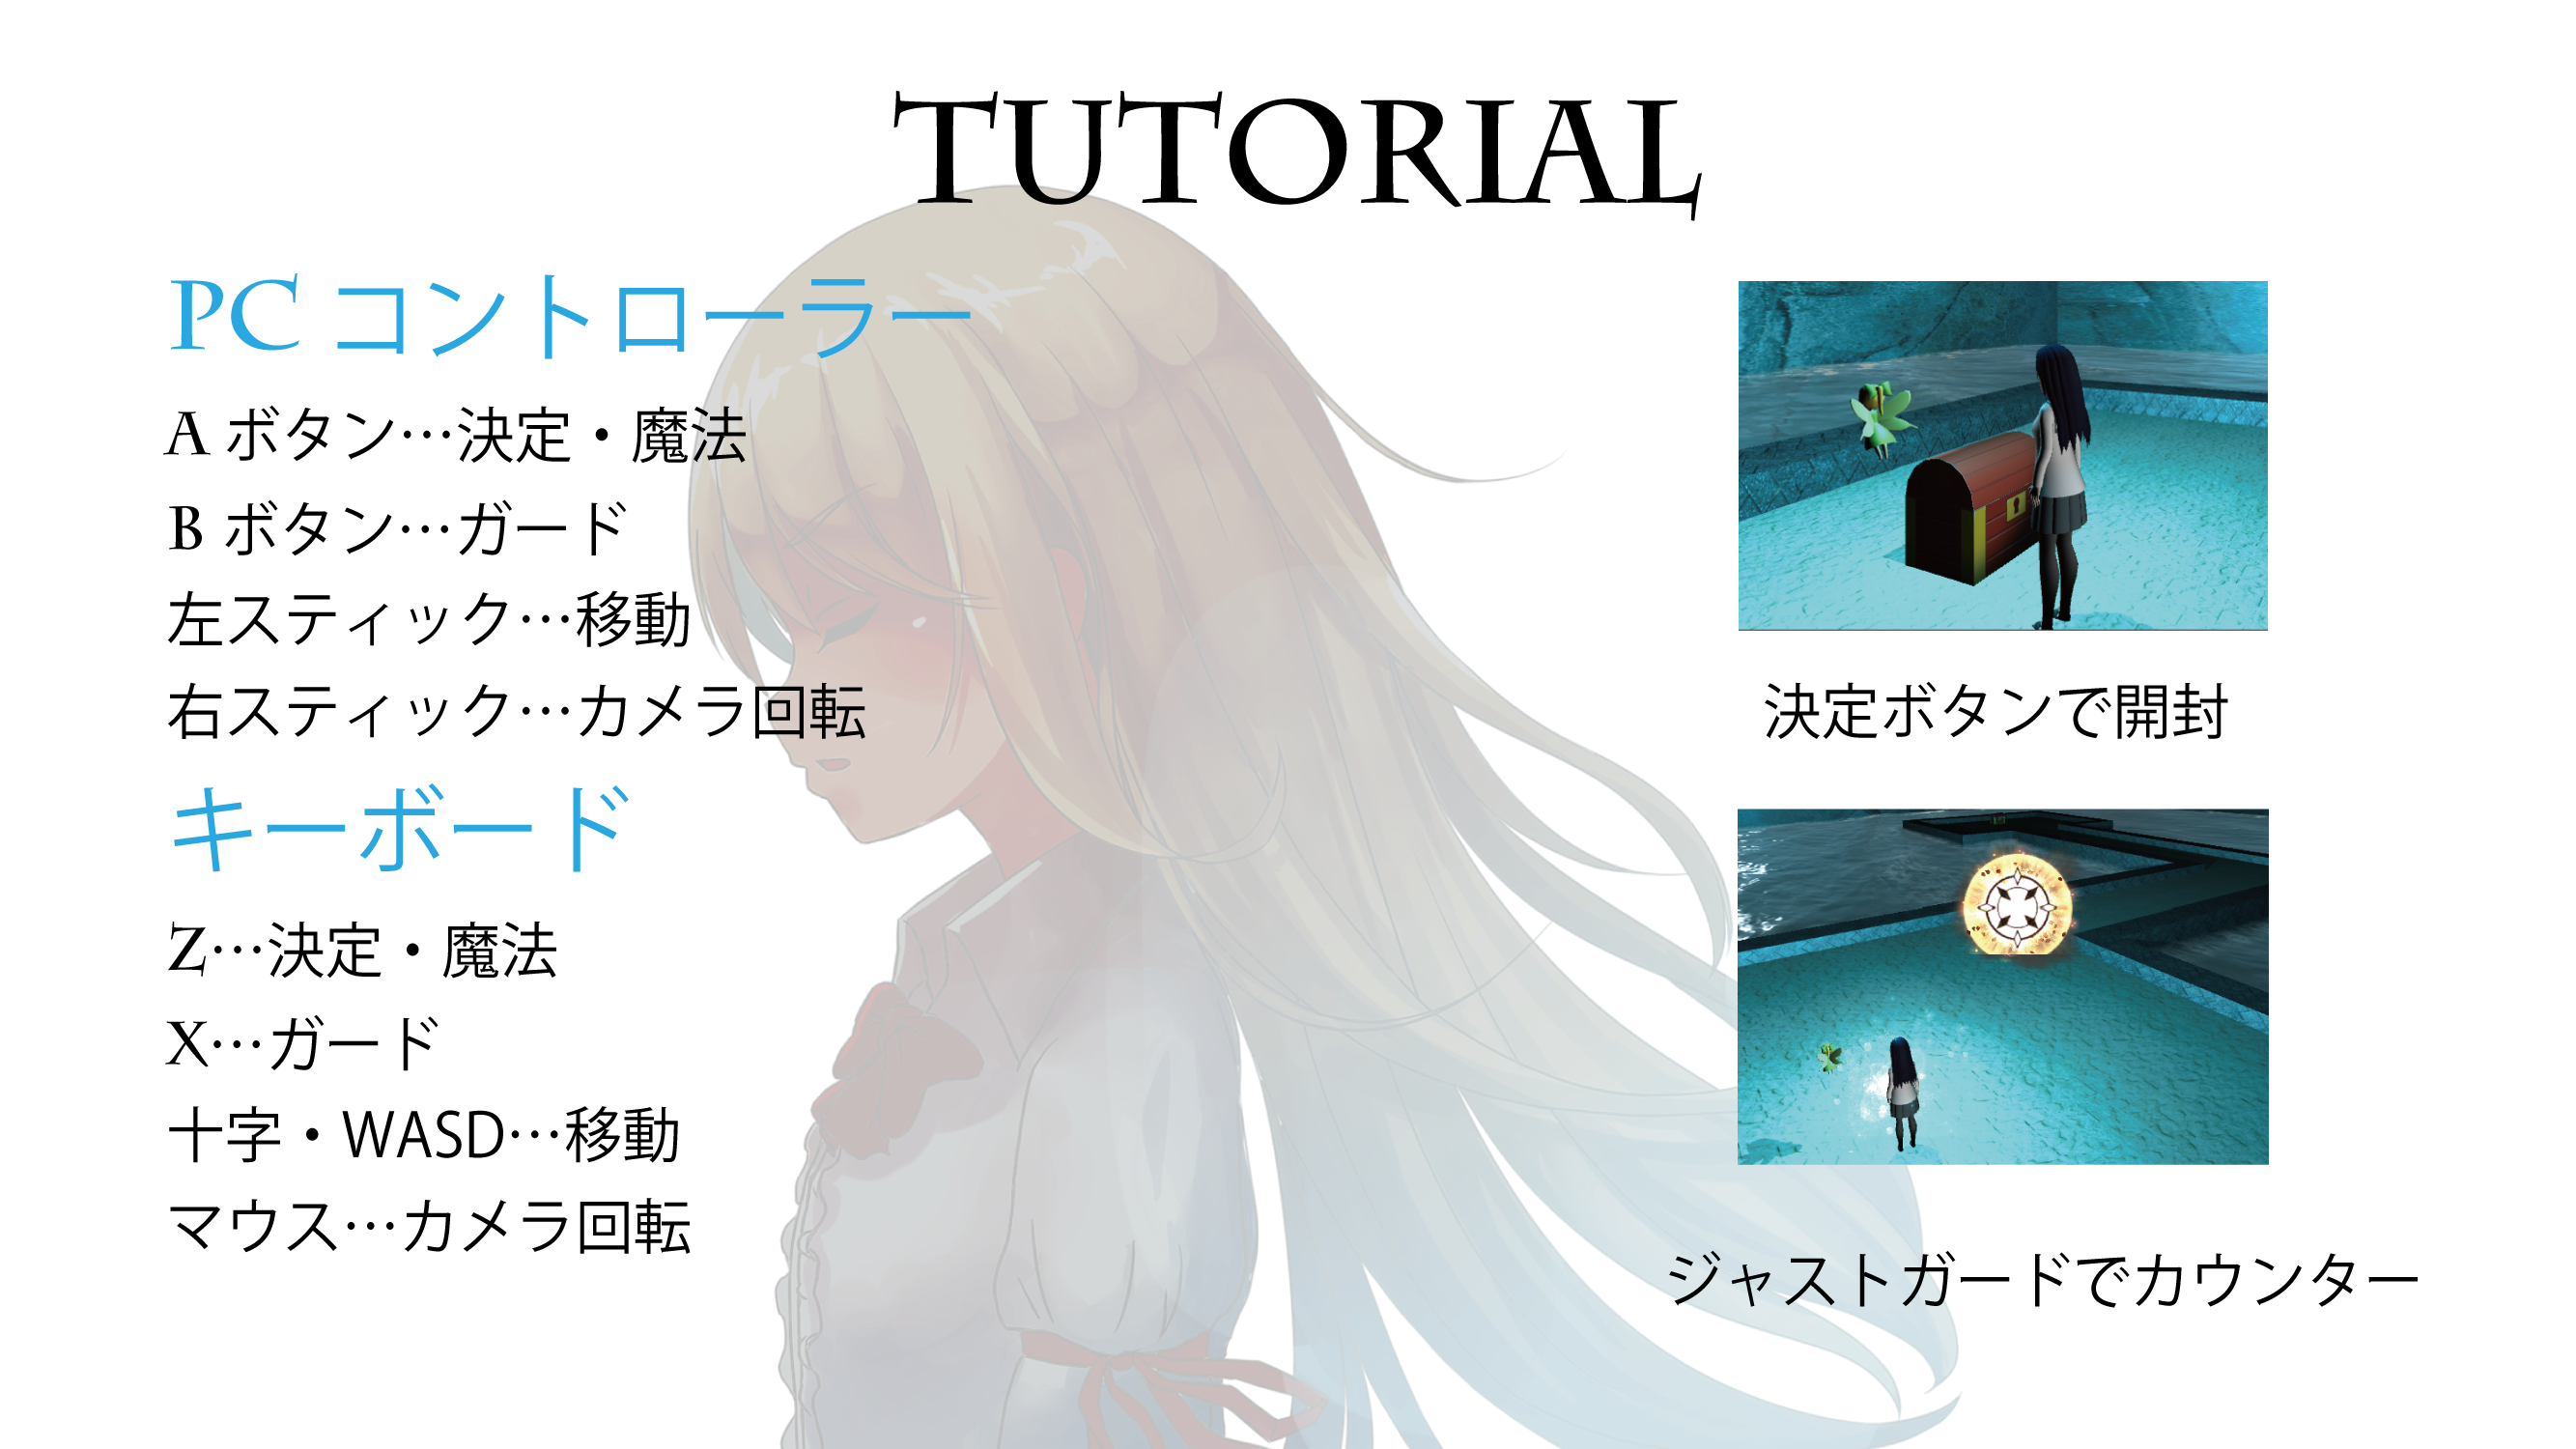 TUTORIAL
PC コントローラー
A ボタン…決定・魔法
B ボタン…ガード
左スティック…移動
右スティック…カメラ回転
キーボード
Z…決定・魔法
X…ガード
十字・WASD…移動
マウス…カメラ回転
決定ボタンで開封
ジャストガードでカウンター